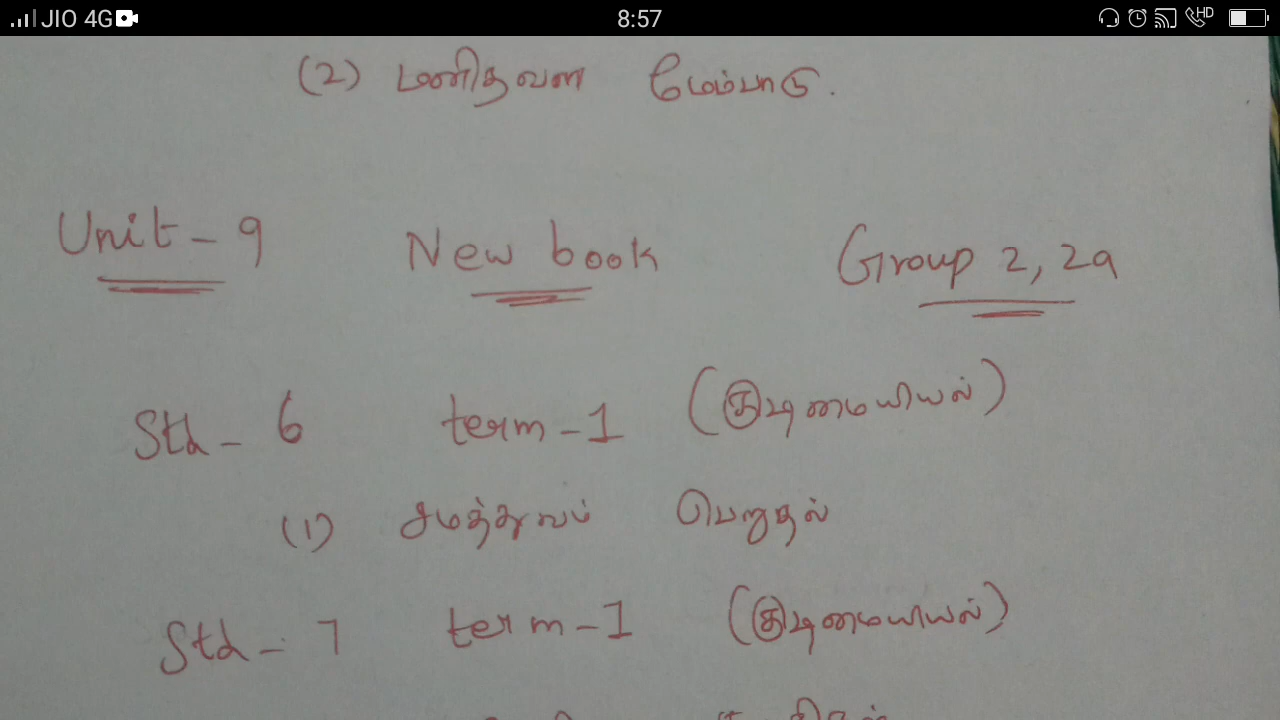 JIO 4G 8:57 HD
(2) மனிதவள மேம்பாடு.
Unit - 9 New book Group 2, 2a
Std - 6 term - 1 (குடிமையியல்)
(1) சமத்துவம் பெறுதல்
Std - 7 term - 1 (குடிமையியல்)